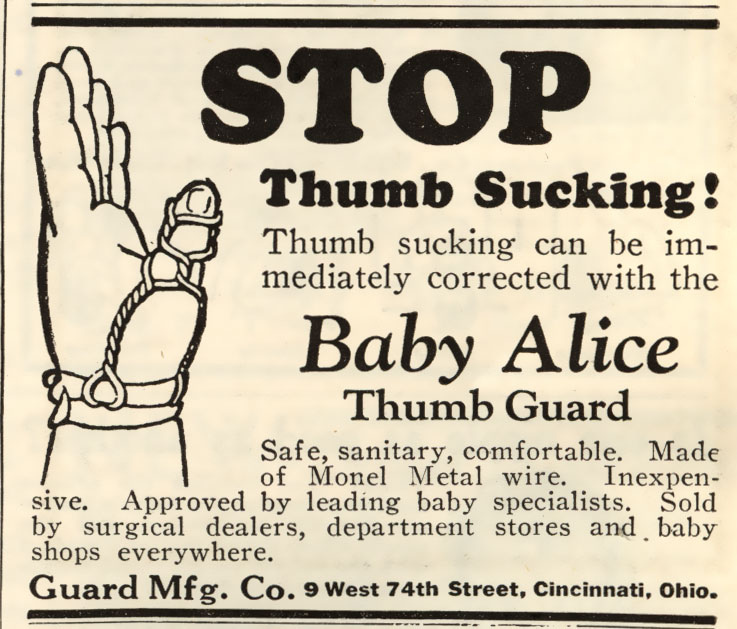 STOP
Thumb Sucking!
Thumb sucking can be im-
mediately corrected with the
Baby Alice
Thumb Guard
Safe, sanitary, comfortable. Made
of Monel Metal wire. Inexpen-
sive. Approved by leading baby specialists. Sold
by surgical dealers, department stores and baby
shops everywhere.
Guard Mfg. Co. 9 West 74th Street, Cincinnati, Ohio.